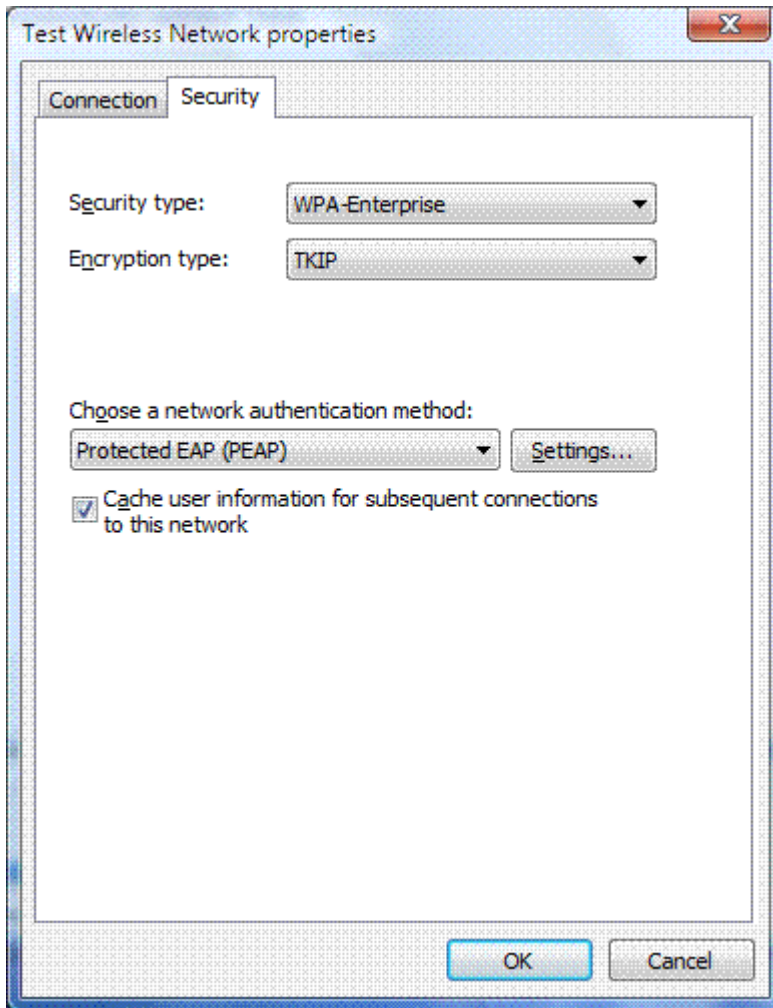 Test Wireless Network properties
Connection
Security
Security type:
WPA-Enterprise
Encryption type:
TKIP
Choose a network authentication method:
Protected EAP (PEAP)
Settings...
Cache user information for subsequent connections
to this network
OK
Cancel